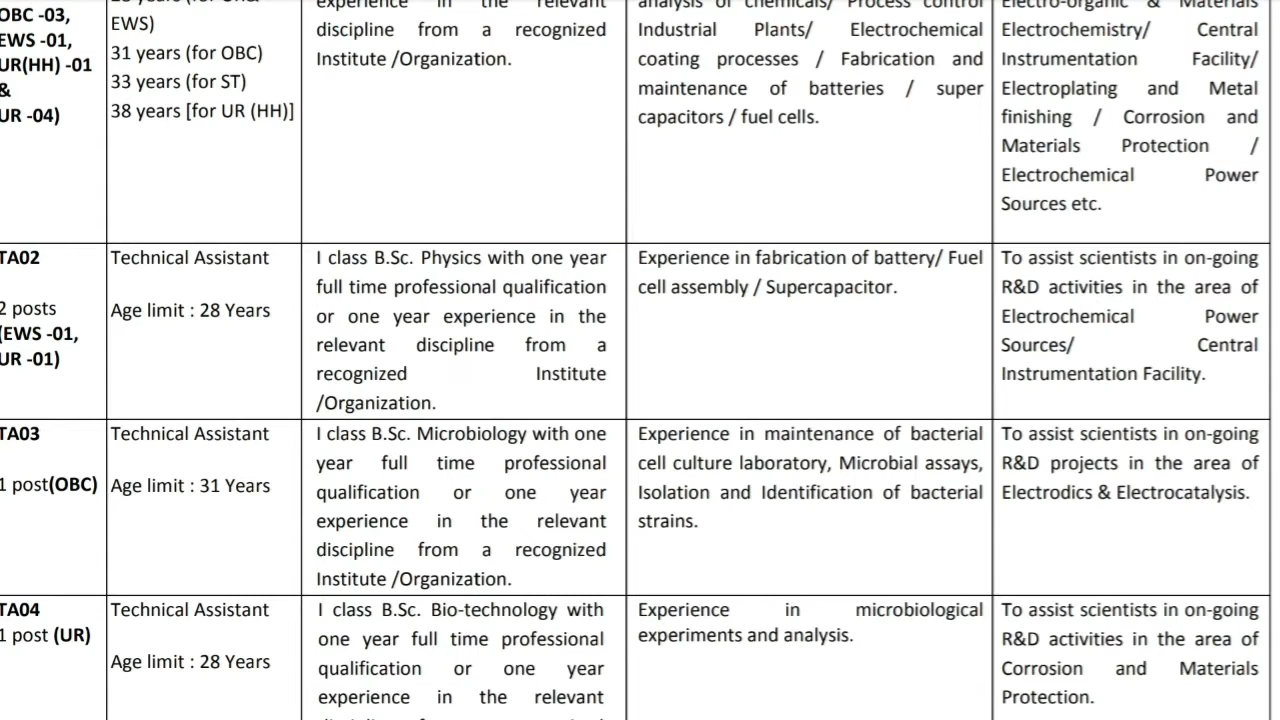 OBC -03,
EWS -01,
UR(HH) -01
&
UR -04)
EWS)
31 years (for OBC)
33 years (for ST)
38 years [for UR (HH)]
experience in the relevant
discipline from a recognized
Institute /Organization.
analysis of chemicals/ Process control
Industrial Plants/ Electrochemical
coating processes / Fabrication and
maintenance of batteries / super
capacitors / fuel cells.
Electro-organic & Materials
Electrochemistry/ Central
Instrumentation Facility/
Electroplating and Metal
finishing / Corrosion and
Materials Protection /
Electrochemical Power
Sources etc.
TA02
2 posts
(EWS -01,
UR -01)
Technical Assistant
Age limit : 28 Years
I class B.Sc. Physics with one year
full time professional qualification
or one year experience in the
relevant discipline from a
recognized Institute
/Organization.
Experience in fabrication of battery/ Fuel
cell assembly / Supercapacitor.
To assist scientists in on-going
R&D activities in the area of
Electrochemical Power
Sources/ Central
Instrumentation Facility.
TA03
1 post(OBC)
Technical Assistant
Age limit : 31 Years
I class B.Sc. Microbiology with one
year full time professional
qualification or one year
experience in the relevant
discipline from a recognized
Institute /Organization.
Experience in maintenance of bacterial
cell culture laboratory, Microbial assays,
Isolation and Identification of bacterial
strains.
To assist scientists in on-going
R&D projects in the area of
Electrodics & Electrocatalysis.
TA04
1 post (UR)
Technical Assistant
Age limit : 28 Years
I class B.Sc. Bio-technology with
one year full time professional
qualification or one year
experience in the relevant
Experience in microbiological
experiments and analysis.
To assist scientists in on-going
R&D activities in the area of
Corrosion and Materials
Protection.